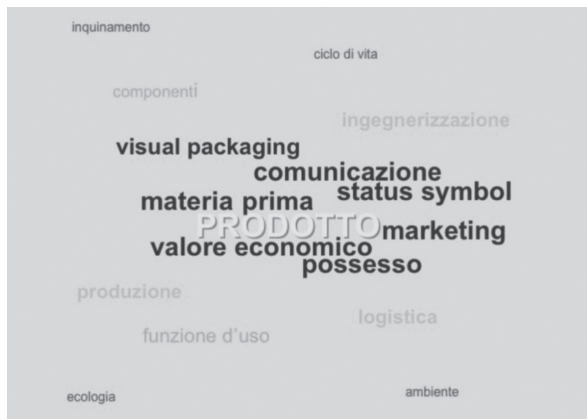 inquinamento
ciclo di vita
componenti
ingegnerizzazione
visual packaging
comunicazione
status symbol
materia prima
PRODOTTO
marketing
valore economico
possesso
produzione
logistica
funzione d'uso
ambiente
ecologia